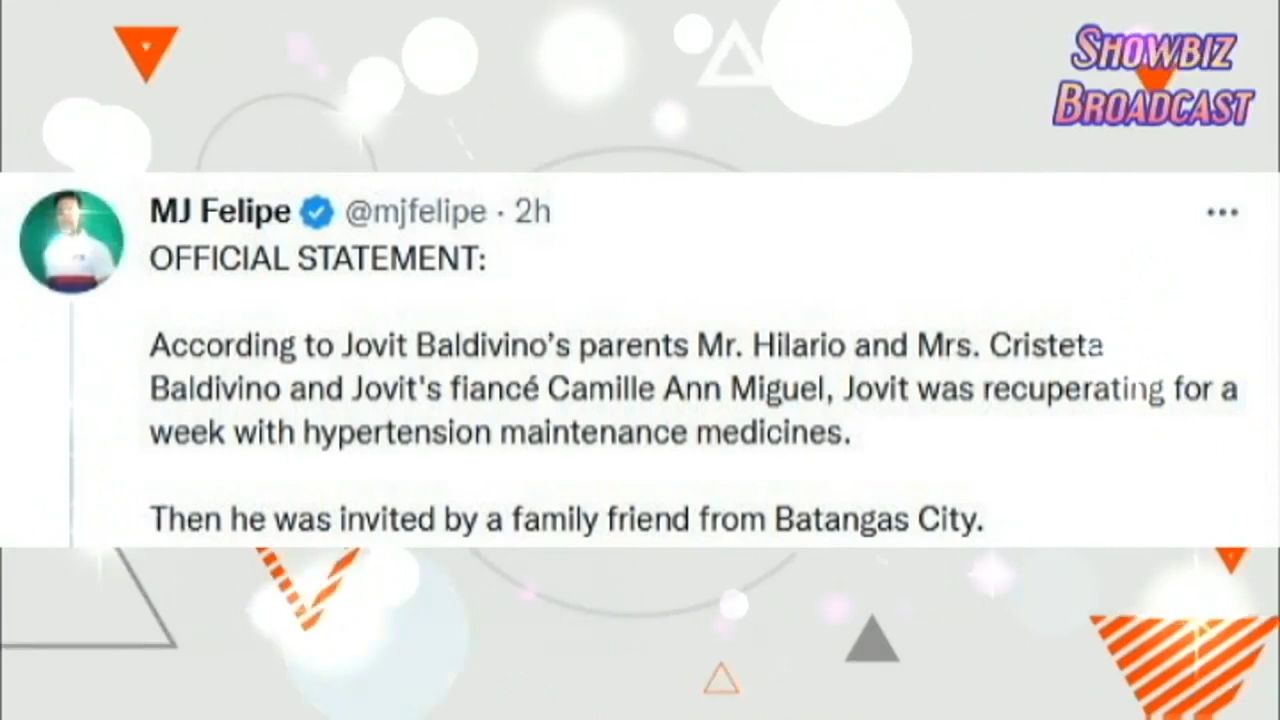 SHOWBIZ
BROADCAST
MJ Felipe @mjfelipe · 2h
OFFICIAL STATEMENT:
According to Jovit Baldivino's parents Mr. Hilario and Mrs. Cristeta
Baldivino and Jovit's fiancé Camille Ann Miguel, Jovit was recuperating for a
week with hypertension maintenance medicines.
Then he was invited by a family friend from Batangas City.